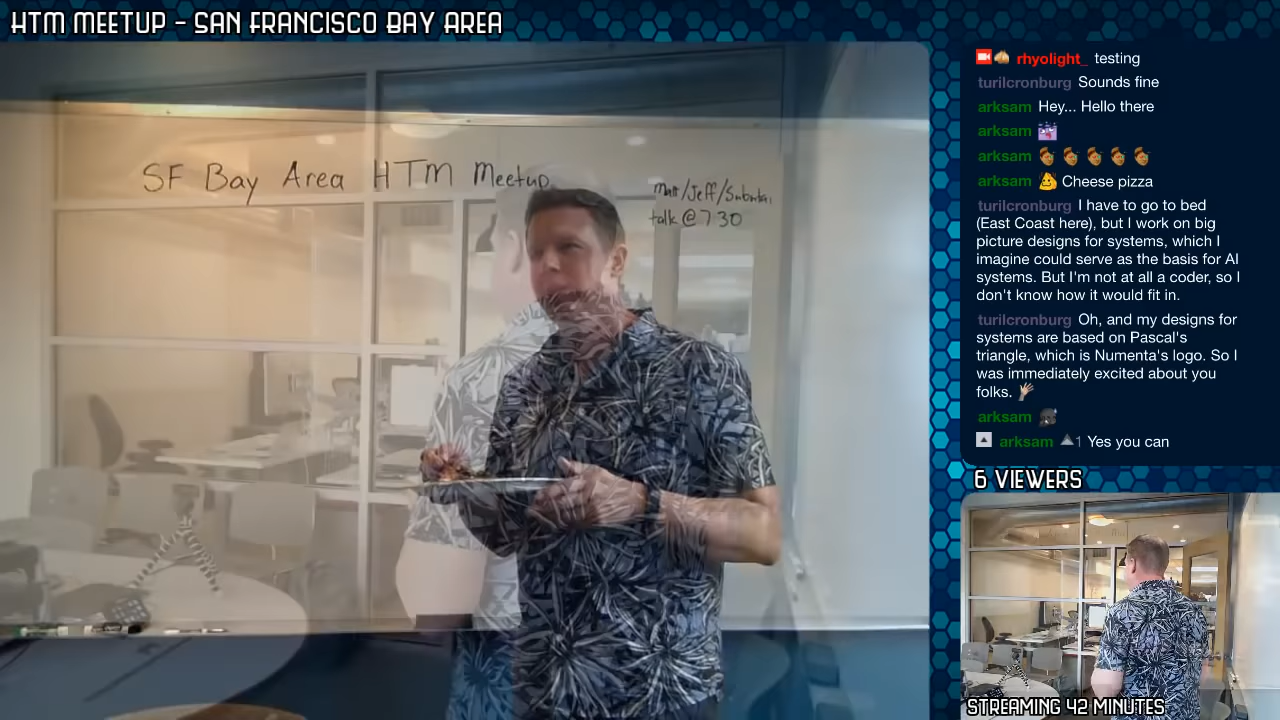 HTM MEETUP - SAN FRANCISCO BAY AREA
SF Bay Area HTM Meetup
Matt/Jeff/Subutai
talk @ 7:30
rhyolight_ testing
turilcronburg Sounds fine
arksam Hey... Hello there
arksam
arksam
arksam Cheese pizza
turilcronburg I have to go to bed
(East Coast here), but I work on big
picture designs for systems, which I
imagine could serve as the basis for AI
systems. But I'm not at all a coder, so I
don't know how it would fit in.
turilcronburg Oh, and my designs for
systems are based on Pascal's
triangle, which is Numenta's logo. So I
was immediately excited about you
folks.
arksam
arksam 1 Yes you can
6 VIEWERS
STREAMING 42 MINUTES